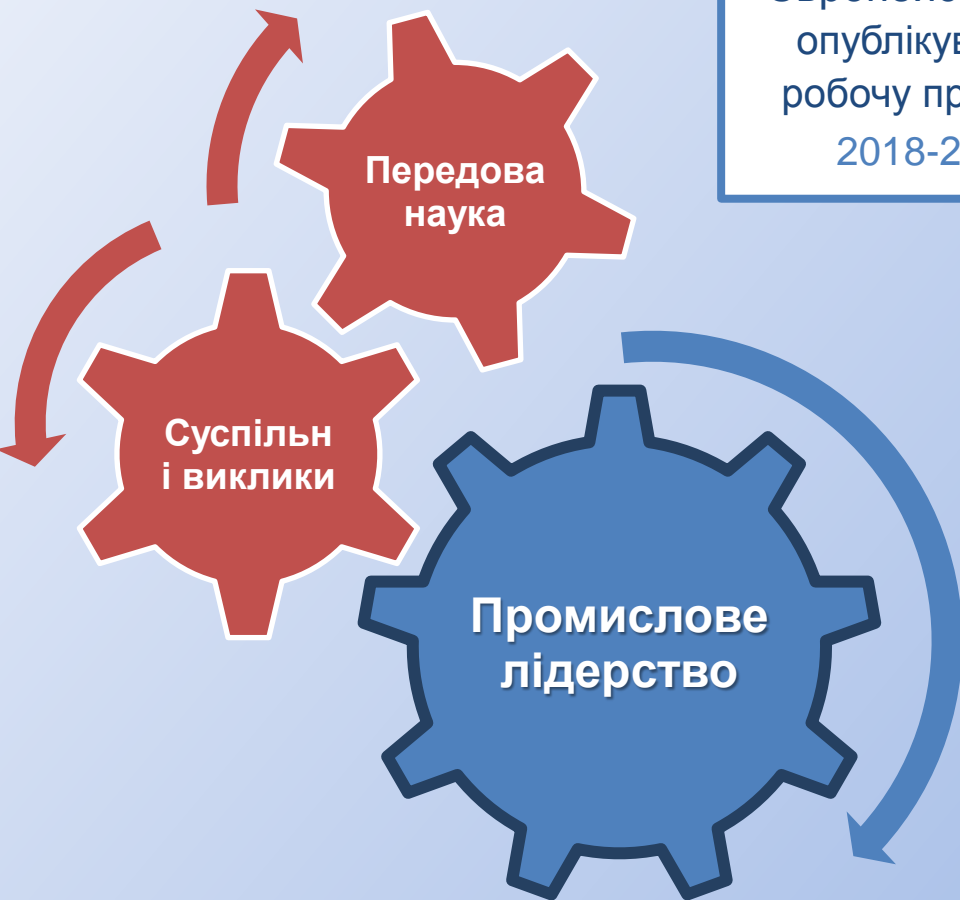 опублікув
робочу пр
2018-2
Передова
наука
Суспільн
і виклики
Промислове
лідерство